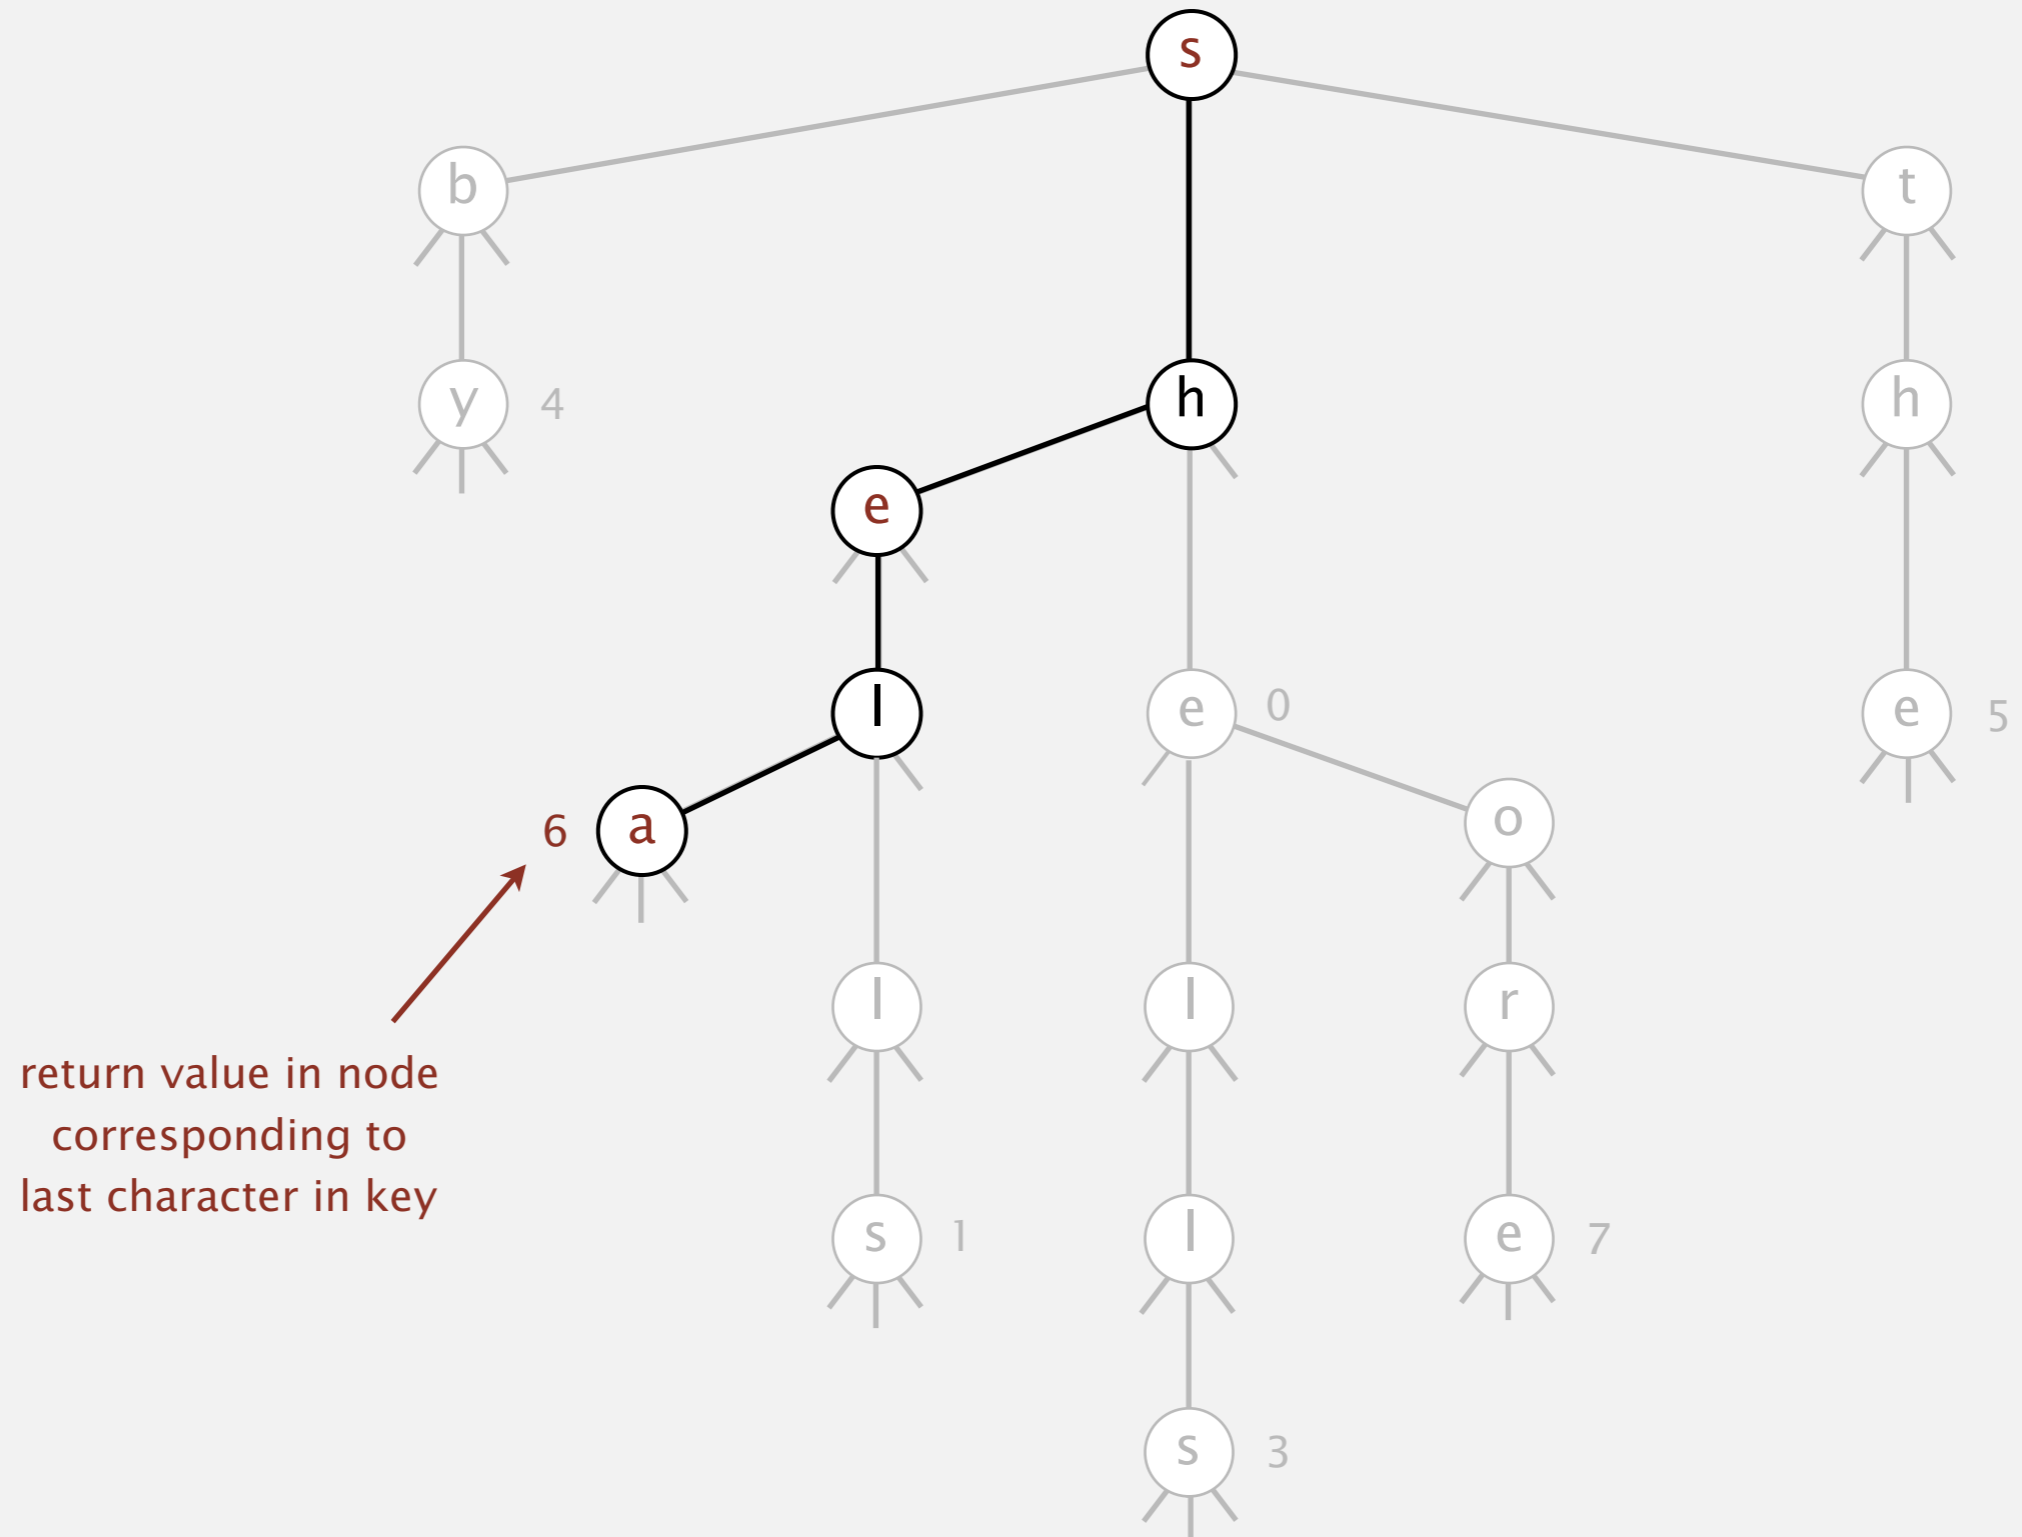 s
b
t
y 4
h
h
e
l
e 0
e 5
6 a
o
l
l
r
return value in node
corresponding to
last character in key
s 1
l
e 7
s 3